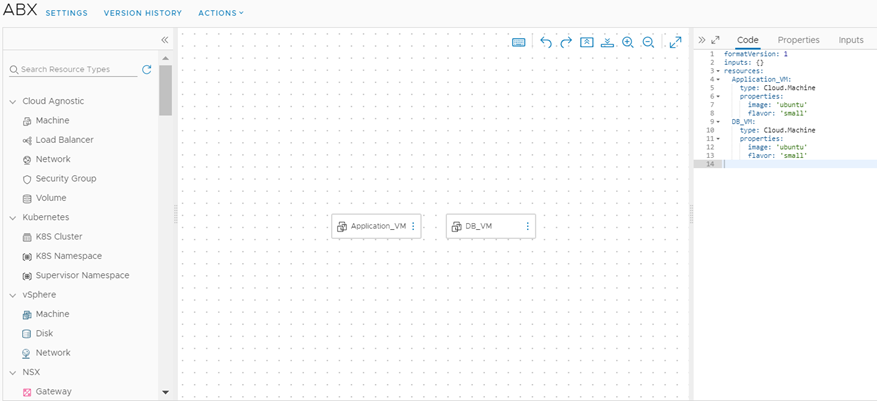 ABX SETTINGS VERSION HISTORY ACTIONS
Search Resource Types
Cloud Agnostic
Machine
Load Balancer
Network
Security Group
Volume
Kubernetes
K8S Cluster
K8S Namespace
Supervisor Namespace
vSphere
Machine
Disk
Network
NSX
Gateway
Application_VM
DB_VM
Code Properties Inputs
1 formatVersion: 1
2 inputs: {}
3 resources:
4 Application_VM:
5 type: Cloud.Machine
6 properties:
7 image: 'ubuntu'
8 flavor: 'small'
9 DB_VM:
10 type: Cloud.Machine
11 properties:
12 image: 'ubuntu'
13 flavor: 'small'
14